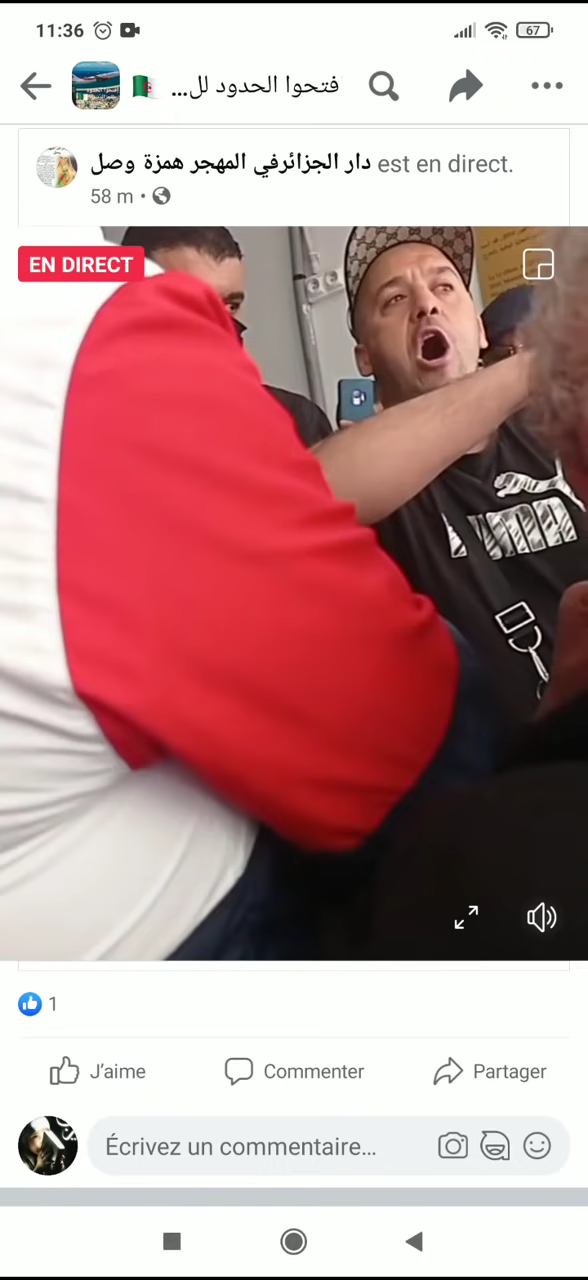 11:36
67
فتحوا الحدود لل...
دار الجزائرفي المهجر همزة وصل est en direct.
58 m
EN DIRECT
PUMA
1
J'aime
Commenter
Partager
Écrivez un commentaire...